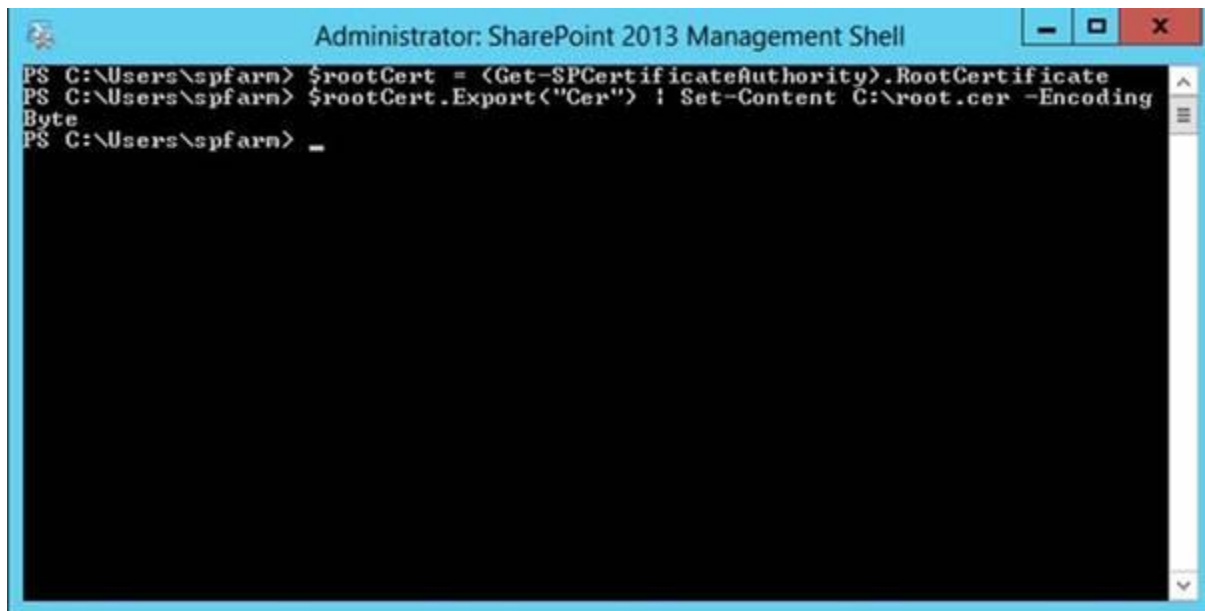 Administrator: SharePoint 2013 Management Shell
PS C:\Users\spfarm> $rootCert = (Get-SPCertificateAuthority).RootCertificate
PS C:\Users\spfarm> $rootCert.Export("Cer") | Set-Content C:\root.cer -Encoding
Byte
PS C:\Users\spfarm> _